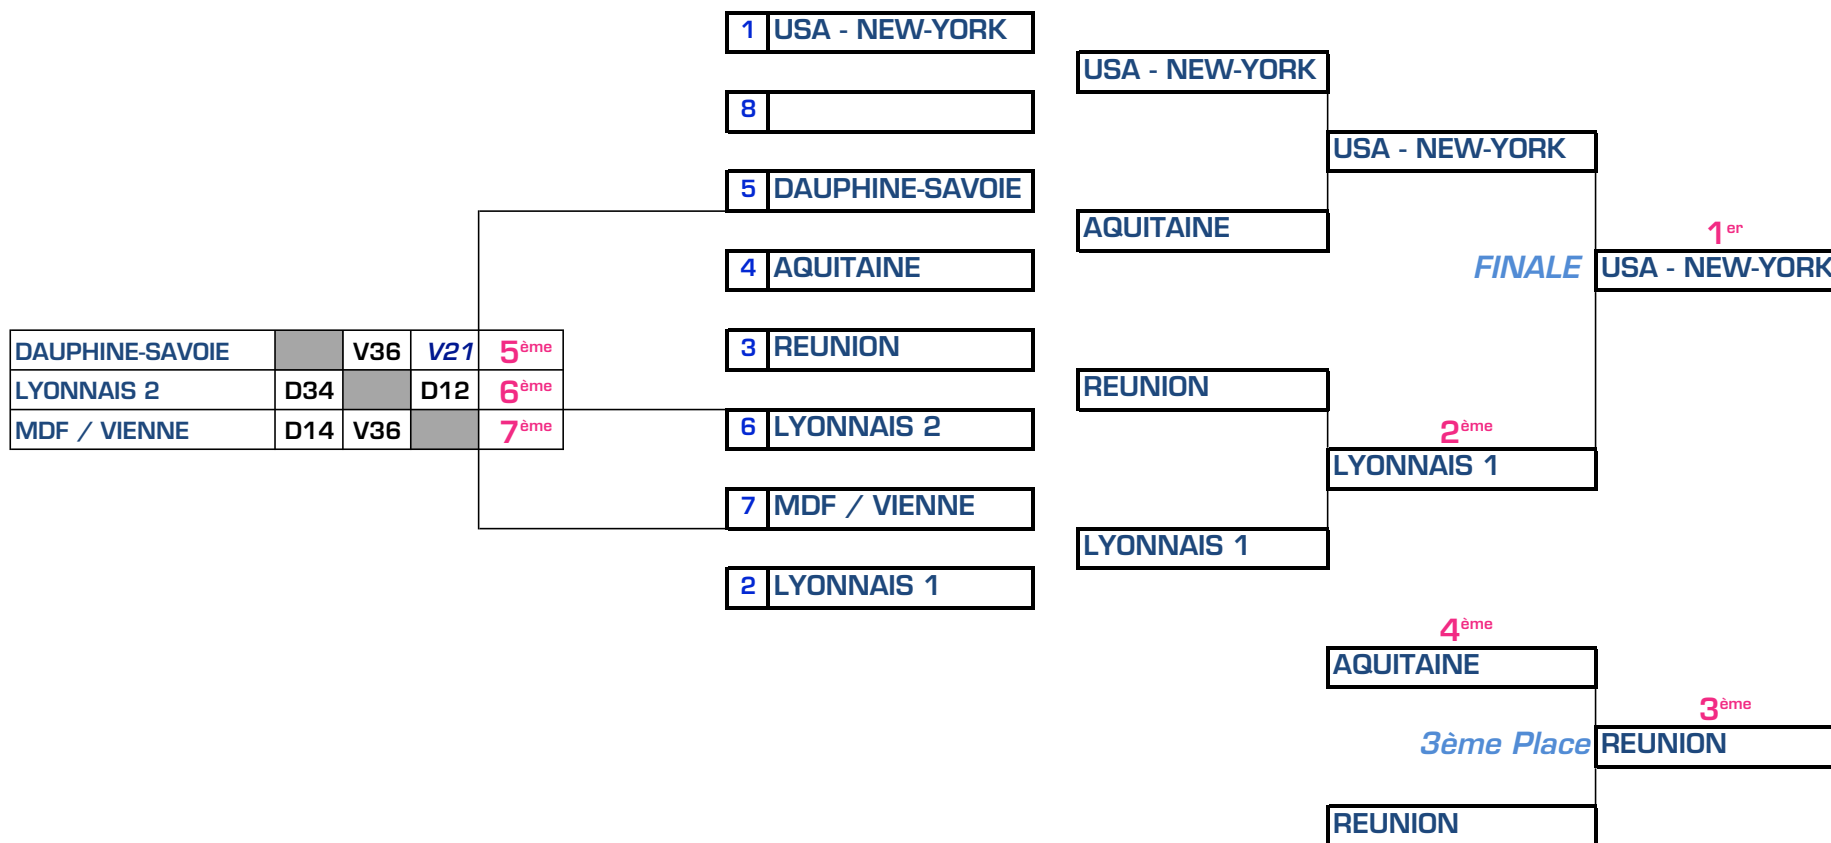 1 USA - NEW-YORK
USA - NEW-YORK
8
USA - NEW-YORK
5 DAUPHINE-SAVOIE
AQUITAINE
1er
4 AQUITAINE
FINALE USA - NEW-YORK
DAUPHINE-SAVOIE V36 V21 5ème
3 REUNION
LYONNAIS 2 D34 D12 6ème
REUNION
MDF / VIENNE D14 V36 7ème
6 LYONNAIS 2
2ème
LYONNAIS 1
7 MDF / VIENNE
LYONNAIS 1
2 LYONNAIS 1
4ème
AQUITAINE
3ème
3ème Place REUNION
REUNION